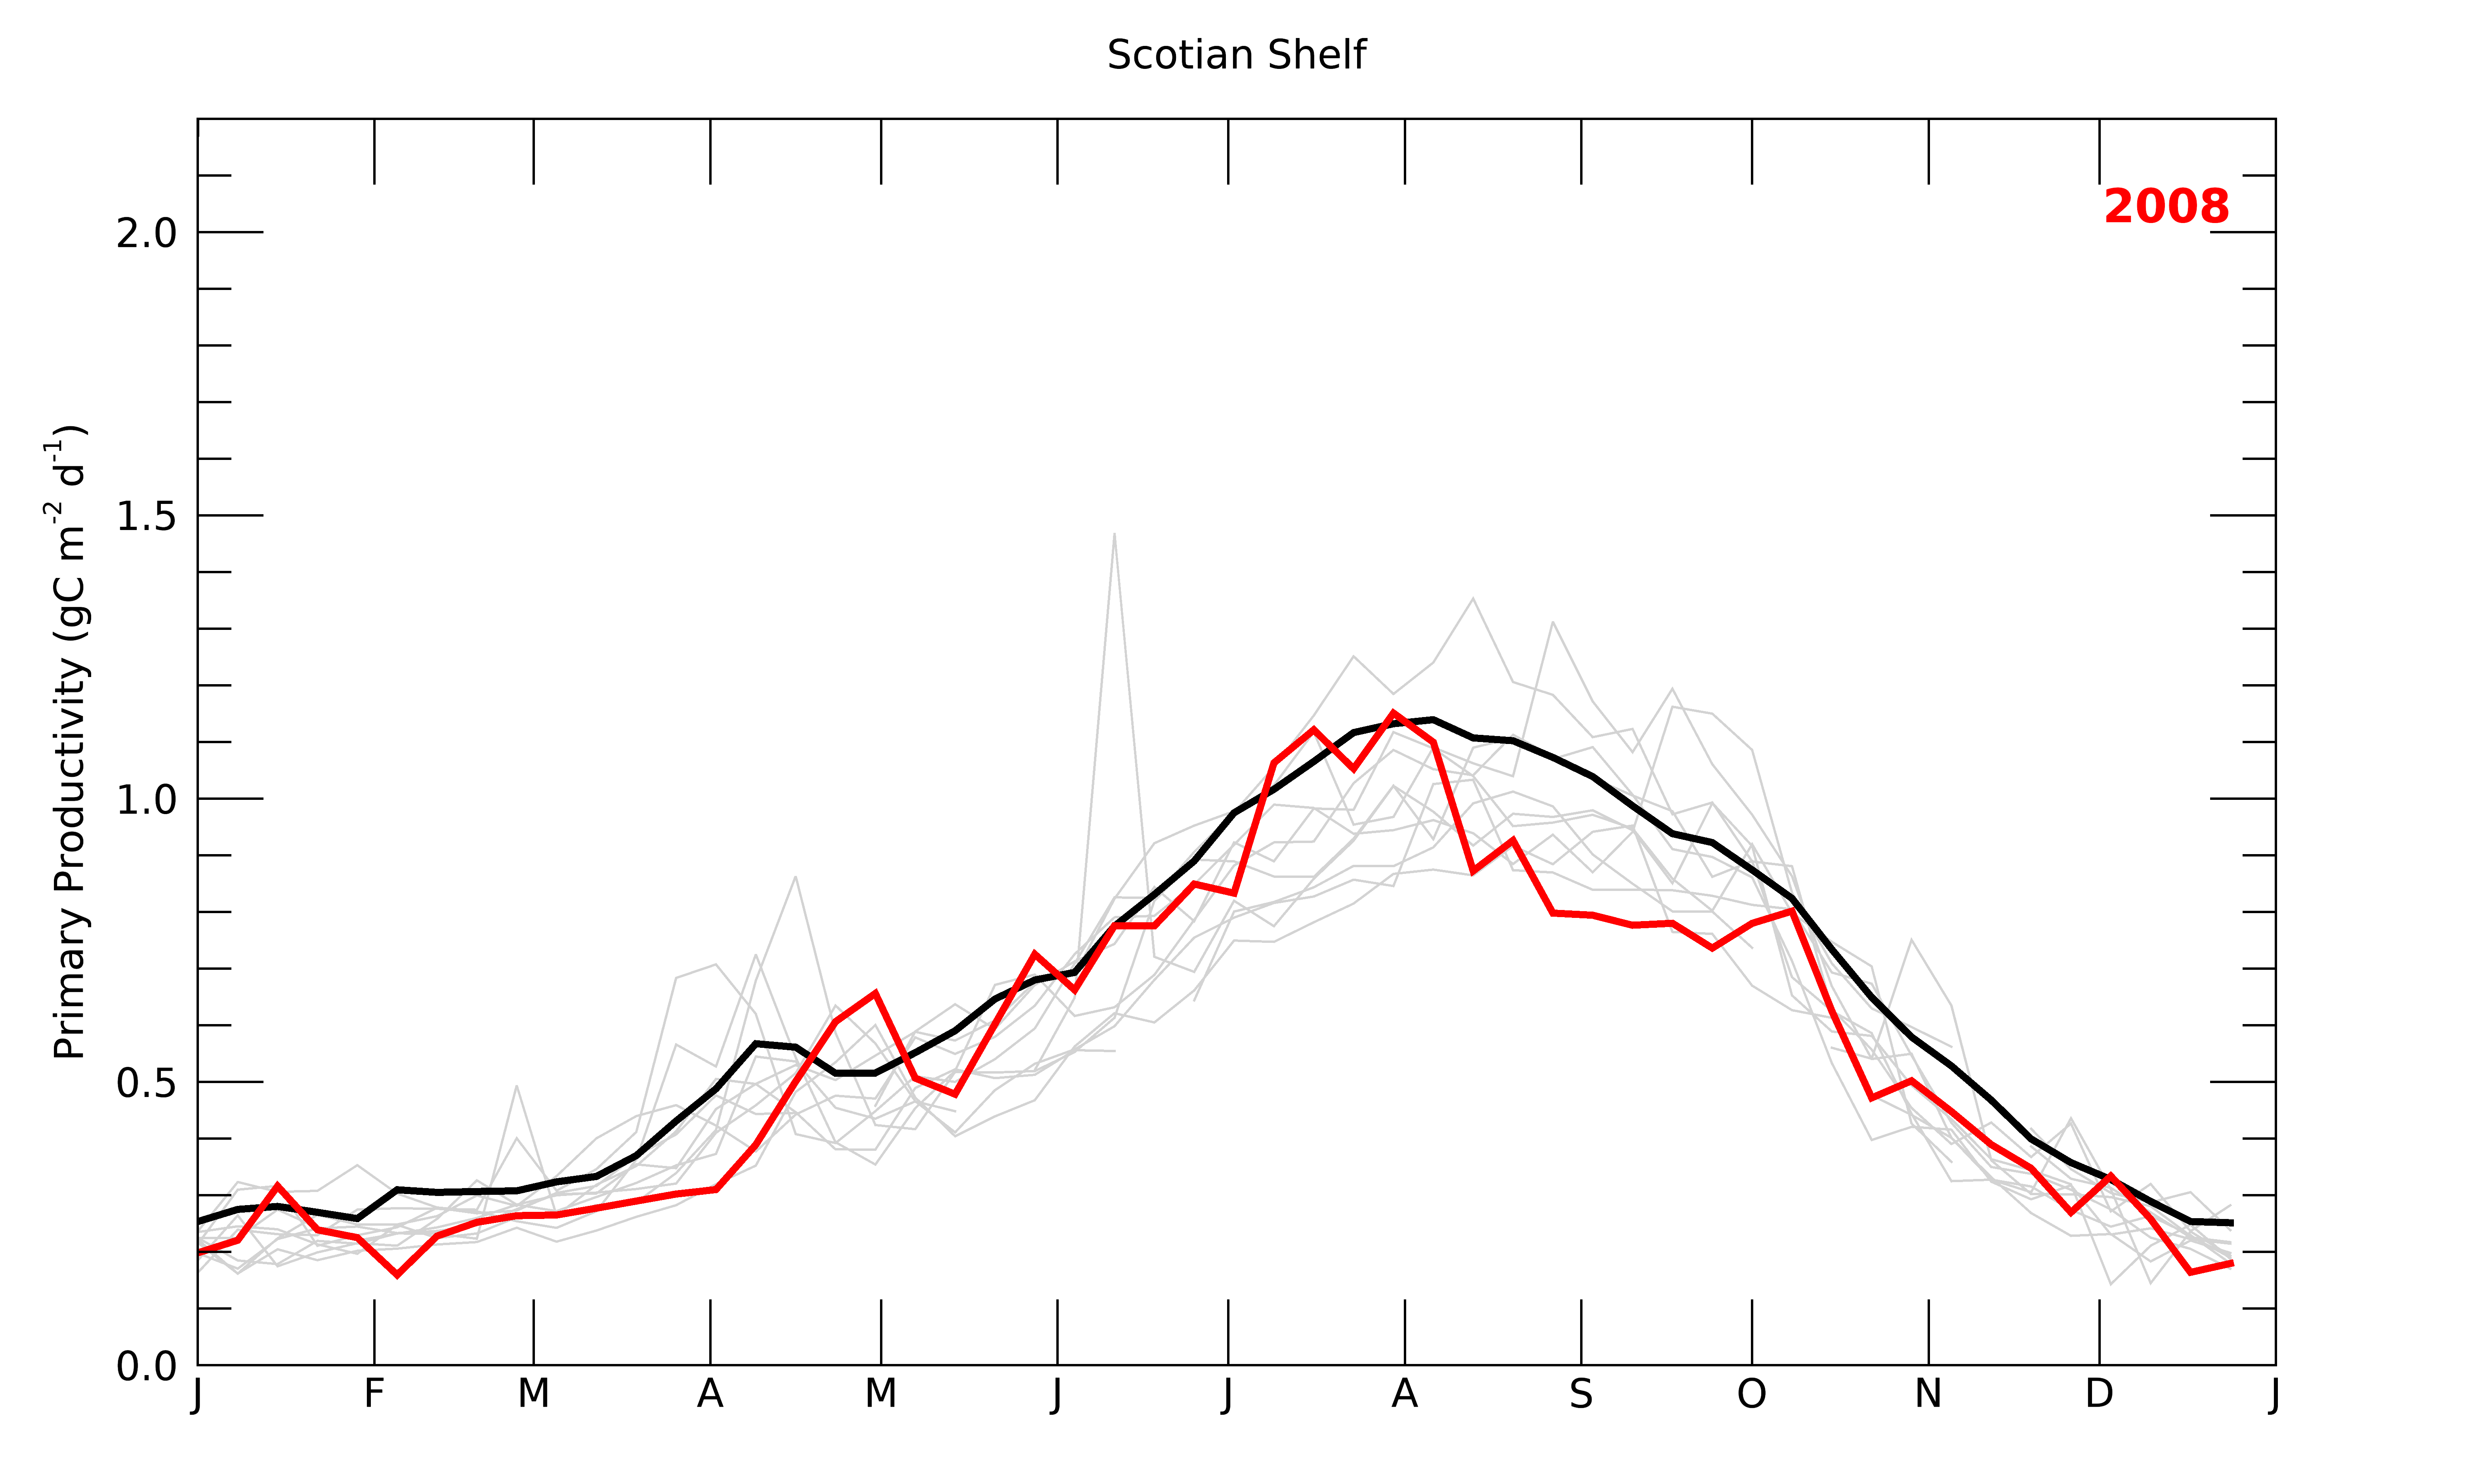 Scotian Shelf
2008
Primary Productivity (gC m-2 d-1)
2.0
1.5
1.0
0.5
0.0
J F M A M J J A S O N D J